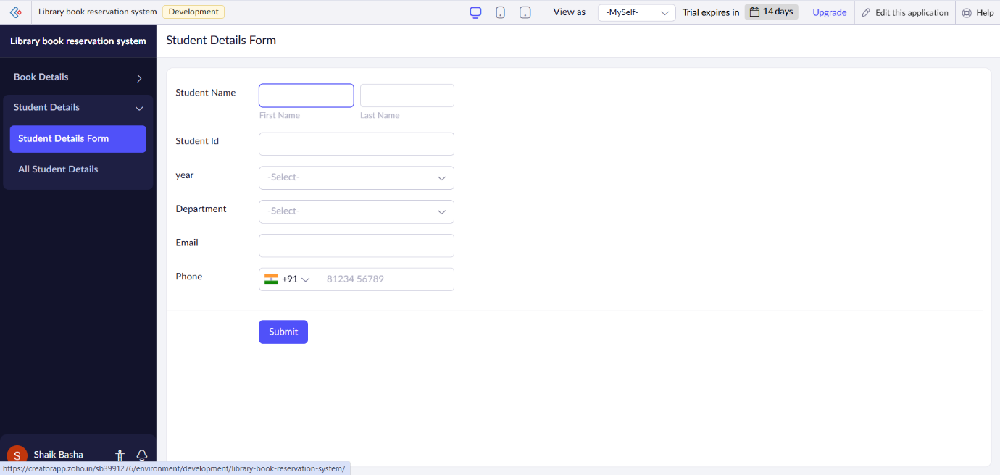 Library book reservation system Development View as -MySelf- Trial expires in 14 days Upgrade Edit this application Help
Library book reservation system
Book Details
Student Details
Student Details Form
All Student Details
Student Details Form
Student Name
First Name Last Name
Student Id
year -Select-
Department -Select-
Email
Phone +91 81234 56789
Submit
S Shaik Basha
https://creatorapp.zoho.in/sb3991276/environment/development/library-book-reservation-system/